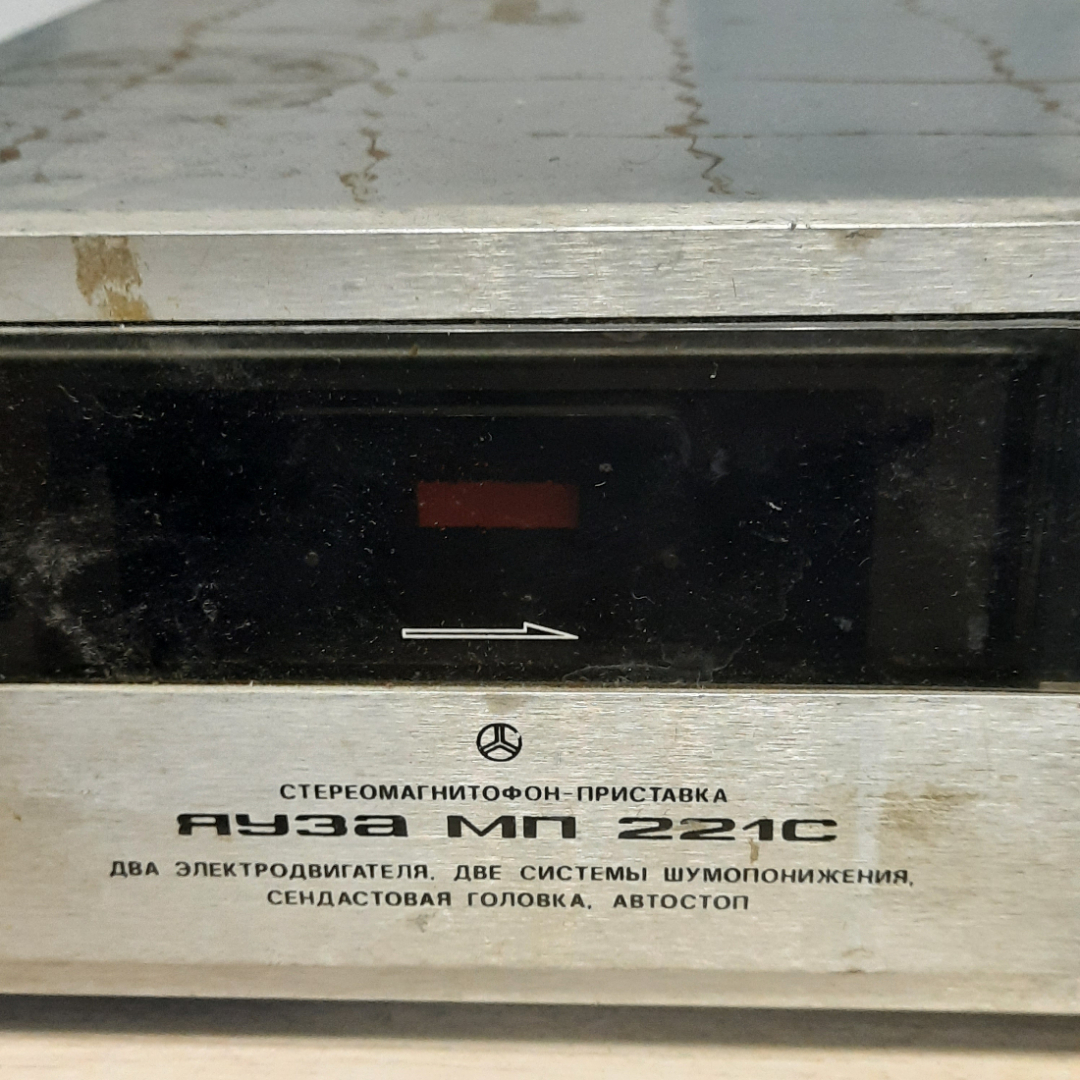 СТЕРЕОМАГНИТОФОН-ПРИСТАВКА
ЯУЗА МП 221С
ДВА ЭЛЕКТРОДВИГАТЕЛЯ, ДВЕ СИСТЕМЫ ШУМОПОНИЖЕНИЯ,
СЕНДАСТОВАЯ ГОЛОВКА, АВТОСТОП